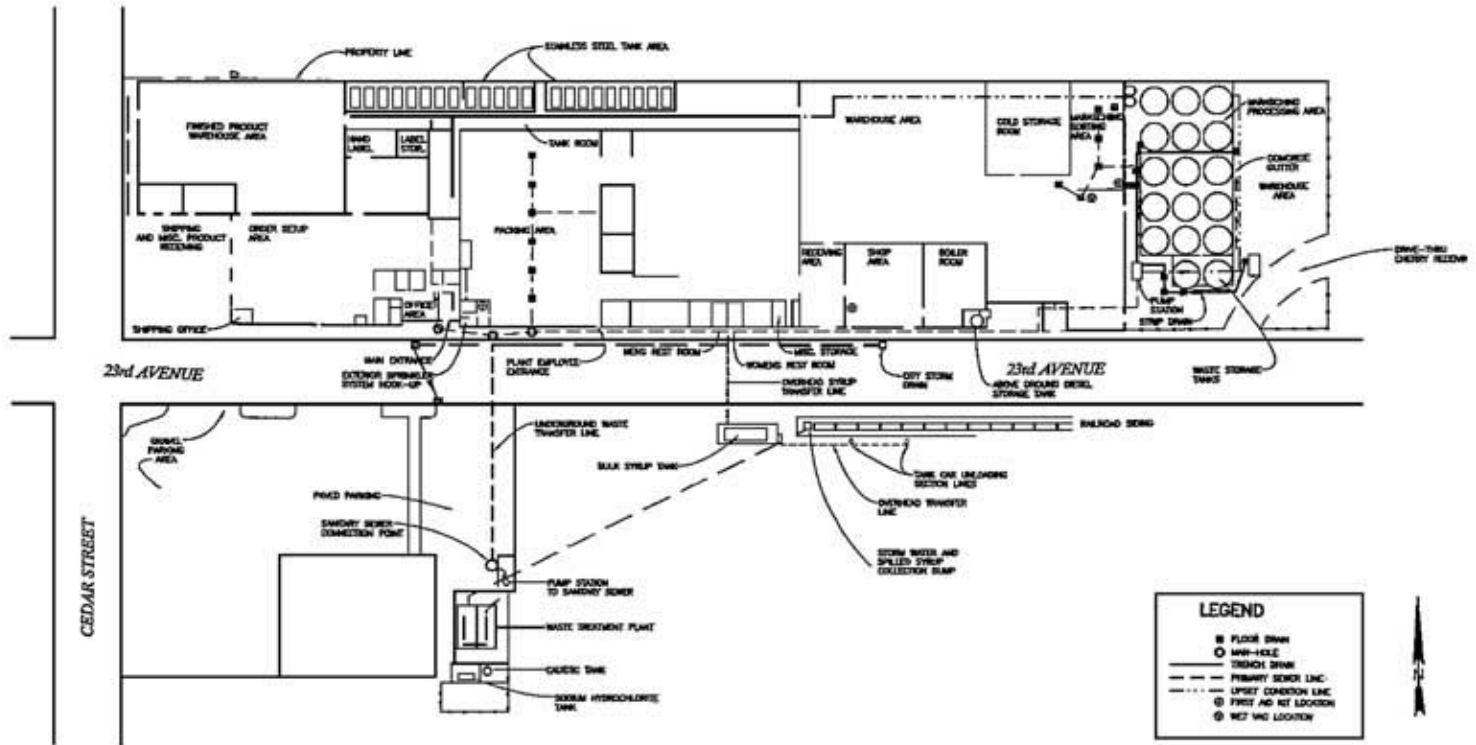 PROPERTY LINE
STAINLESS STEEL TANK AREA
FINISHED PRODUCT
WAREHOUSE AREA
HAND
LABEL
LABEL
STOR.
TANK ROOM
WAREHOUSE AREA
COLD STORAGE
ROOM
SORTING
AREA
PROCESSING AREA
CONCRETE
GUTTER
WAREHOUSE
AREA
SHIPPING
AND MISC. PRODUCT
ORDER SETUP
AREA
PACKING AREA
RECEIVING
AREA
SHOP
AREA
BOILER
ROOM
DRIVE-THRU
CHERRY
OFFICE
AREA
SHIPPING OFFICE
PUMP
STATION
STRIP DRAIN
MAIN ENTRANCE
PLANT EMPLOYEE
ENTRANCE
MENS REST ROOM
WOMENS REST ROOM
MISC. STORAGE
EXTERIOR SPRINKLER
SYSTEM HOOK-UP
OVERHEAD SYRUP
TRANSFER LINE
CITY STORM
DRAIN
ABOVE GROUND DIESEL
STORAGE TANK
WASTE STORAGE
TANKS
23rd AVENUE
23rd AVENUE
GRAVEL
PARKING
AREA
UNDERGROUND WASTE
TRANSFER LINE
RAILROAD SIDING
BULK SYRUP TANK
TANK CAR UNLOADING
SECTION LINES
OVERHEAD TRANSFER
LINE
PAVED PARKING
SANITARY SEWER
CONNECTION POINT
STORM WATER AND
SPILLED SYRUP
COLLECTION
PUMP STATION
TO SANITARY SEWER
WASTE TREATMENT PLANT
CAUSTIC TANK
SODIUM HYDROCHLORITE
TANK
CEDAR STREET
LEGEND
FLOOR DRAIN
MAN-HOLE
TRENCH DRAIN
PRIMARY SEWER LINE
UPSET CONDITION LINE
FIRST AID KIT LOCATION
WET VAC LOCATION
N